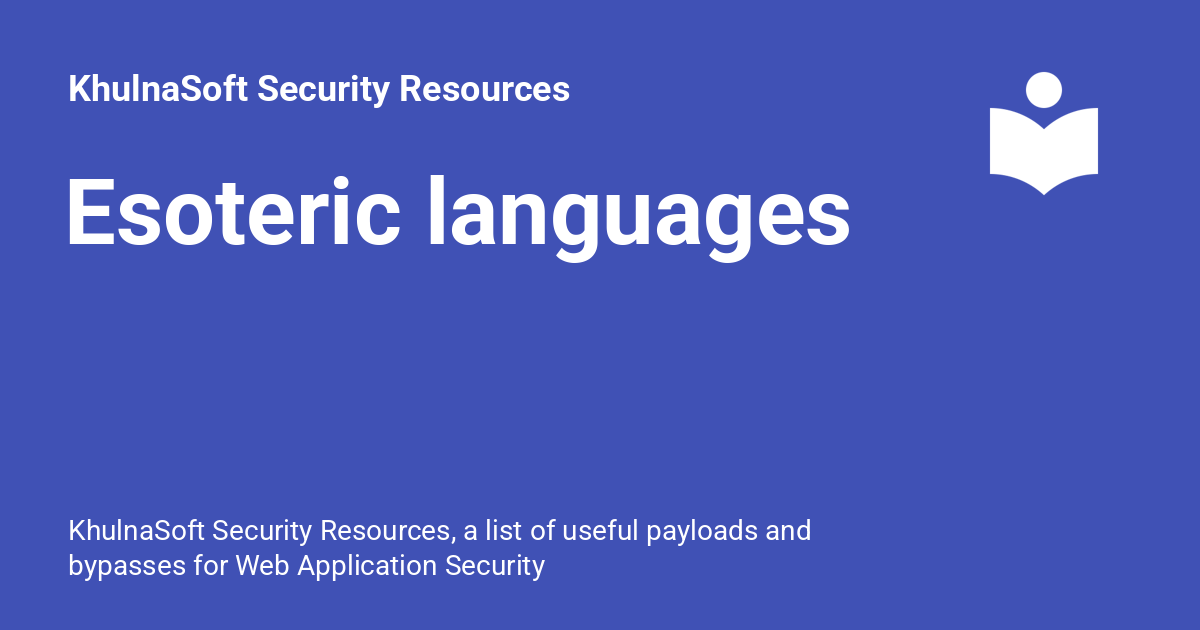 KhulnaSoft Security Resources
Esoteric languages
KhulnaSoft Security Resources, a list of useful payloads and
bypasses for Web Application Security